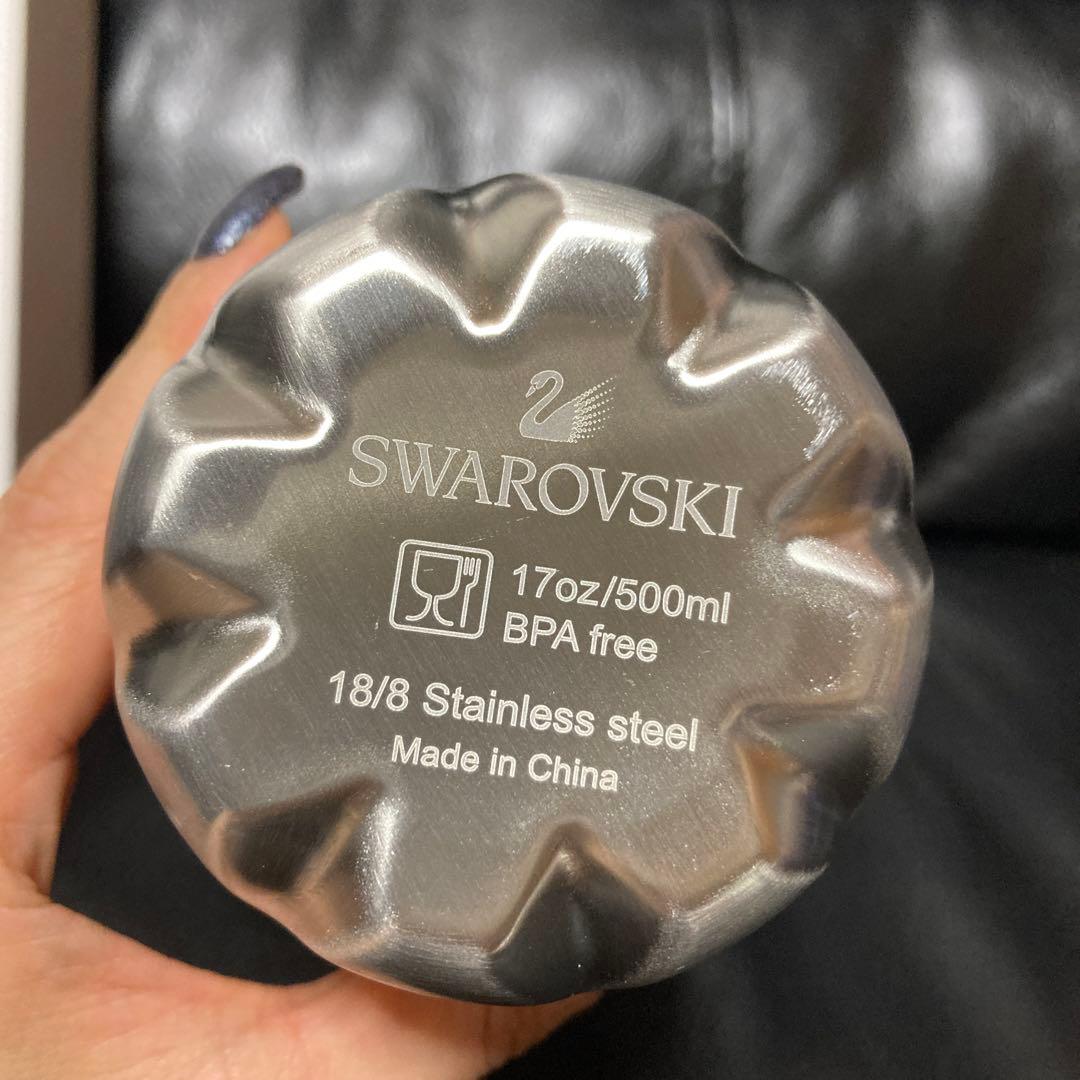 SWAROVSKI
17oz/500ml
BPA free
18/8 Stainless steel
Made in China